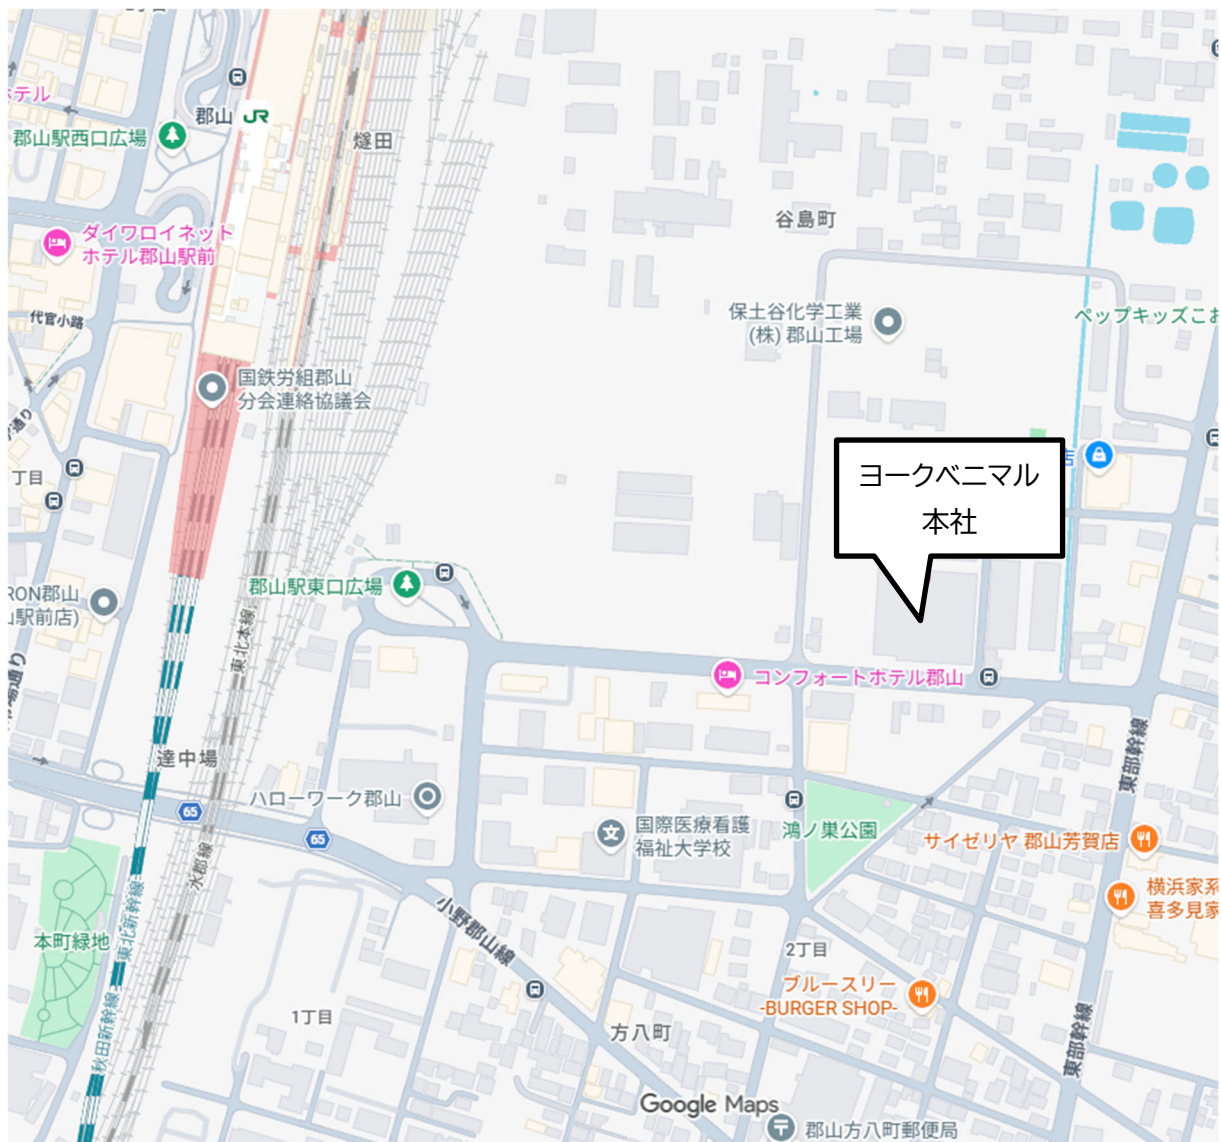 2丁目
ホテル
郡山 JR
郡山駅西口広場
燧田
谷島町
ダイワロイネット
ホテル郡山駅前
代官小路
保土谷化学工業
(株) 郡山工場
ペップキッズこお
国鉄労組郡山
分会連絡協議会
丁目
店
ヨークベニマル
本社
郡山駅東口広場
RON郡山
山駅前店)
東北本線
コンフォートホテル郡山
達中場
東部幹線
65
ハローワーク郡山
65
国際医療看護
福祉大学校
鴻ノ巣公園
サイゼリヤ 郡山芳賀店
水郡線
横浜家系
喜多見家
小野郡山線
本町緑地
東北新幹線
2丁目
ブルースリー
-BURGER SHOP-
1丁目
方八町
秋田新幹線
東部幹線
Google Maps
郡山方八町郵便局